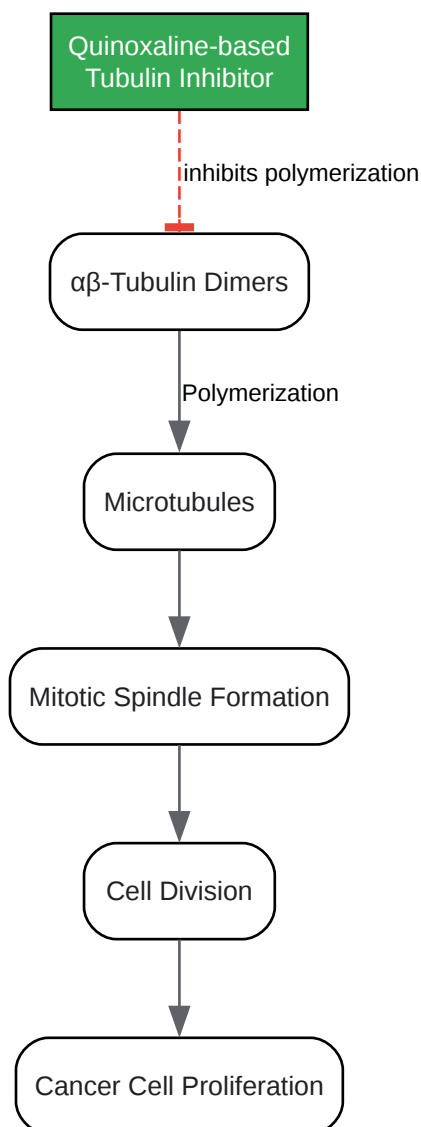 Quinoxaline-based
Tubulin Inhibitor
inhibits polymerization
αβ-Tubulin Dimers
Polymerization
Microtubules
Mitotic Spindle Formation
Cell Division
Cancer Cell Proliferation